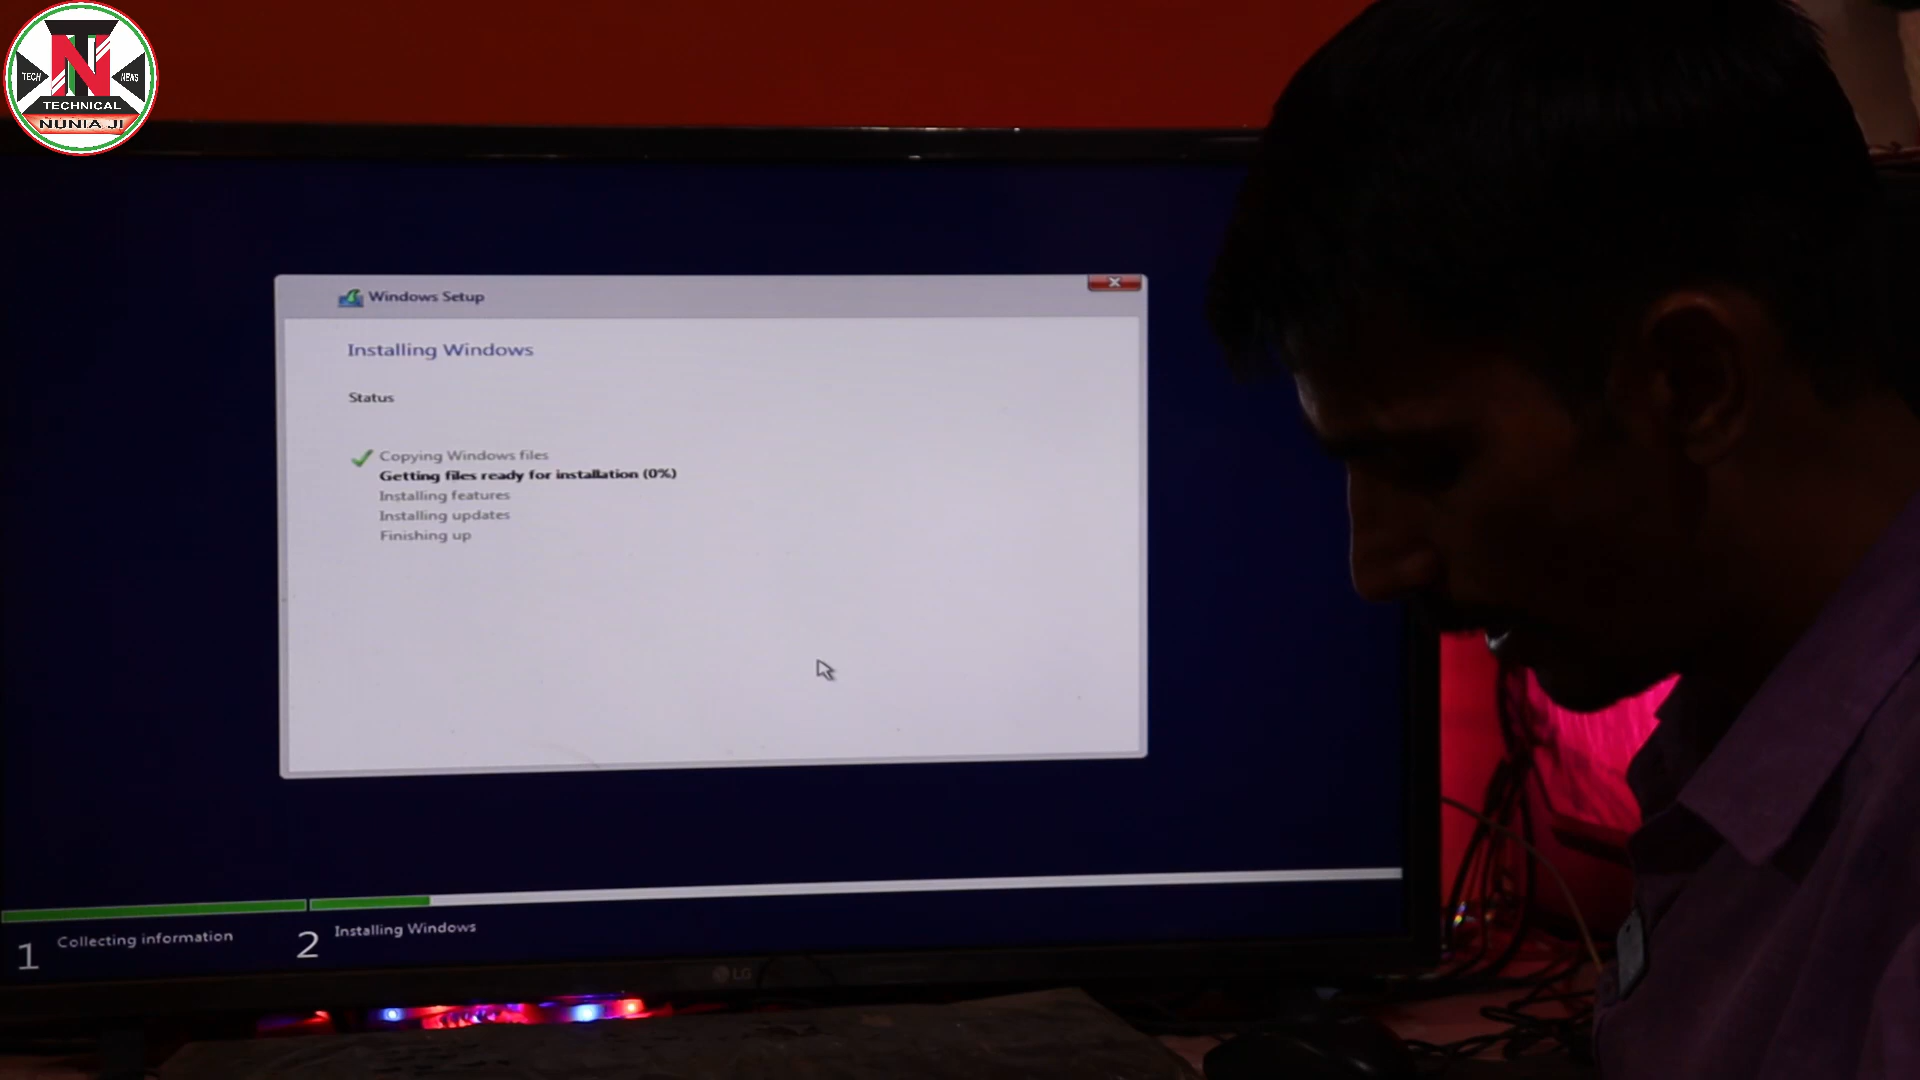 TN
TECH NEWS
TECHNICAL
NUNIA JI
Windows Setup
Installing Windows
Status
Copying Windows files
Getting files ready for installation (0%)
Installing features
Installing updates
Finishing up
1 Collecting information
2 Installing Windows
LG